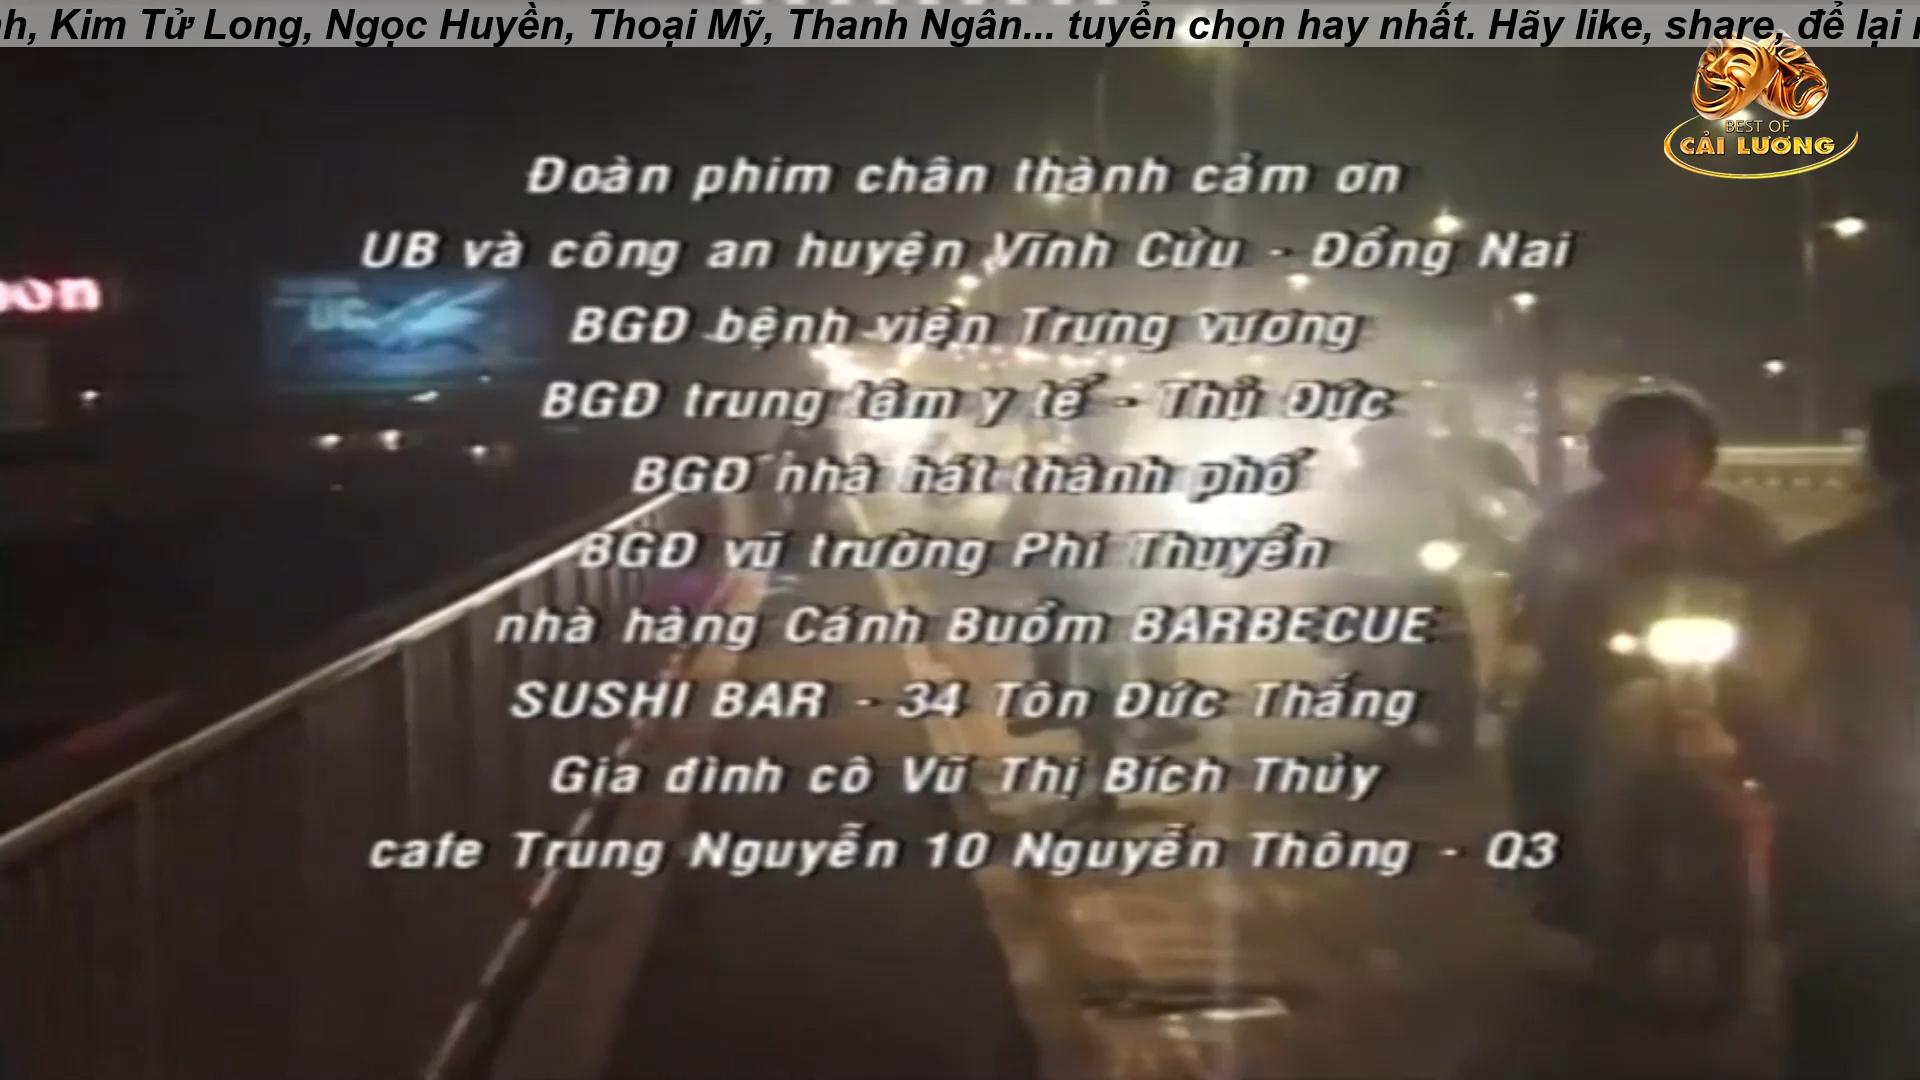 nh, Kim Tử Long, Ngọc Huyền, Thoại Mỹ, Thanh Ngân... tuyển chọn hay nhất. Hãy like, share, để lại
BEST OF
CẢI LƯƠNG
Đoàn phim chân thành cảm ơn
UB và công an huyện Vĩnh Cửu - Đồng Nai
BGĐ bệnh viện Trưng vương
BGĐ trung tâm y tế - Thủ Đức
BGĐ nhà hát thành phố
BGĐ vũ trường Phi Thuyền
nhà hàng Cánh Buồm BARBECUE
SUSHI BAR - 34 Tôn Đức Thắng
Gia đình cô Vũ Thị Bích Thủy
cafe Trung Nguyễn 10 Nguyễn Thông - Q3